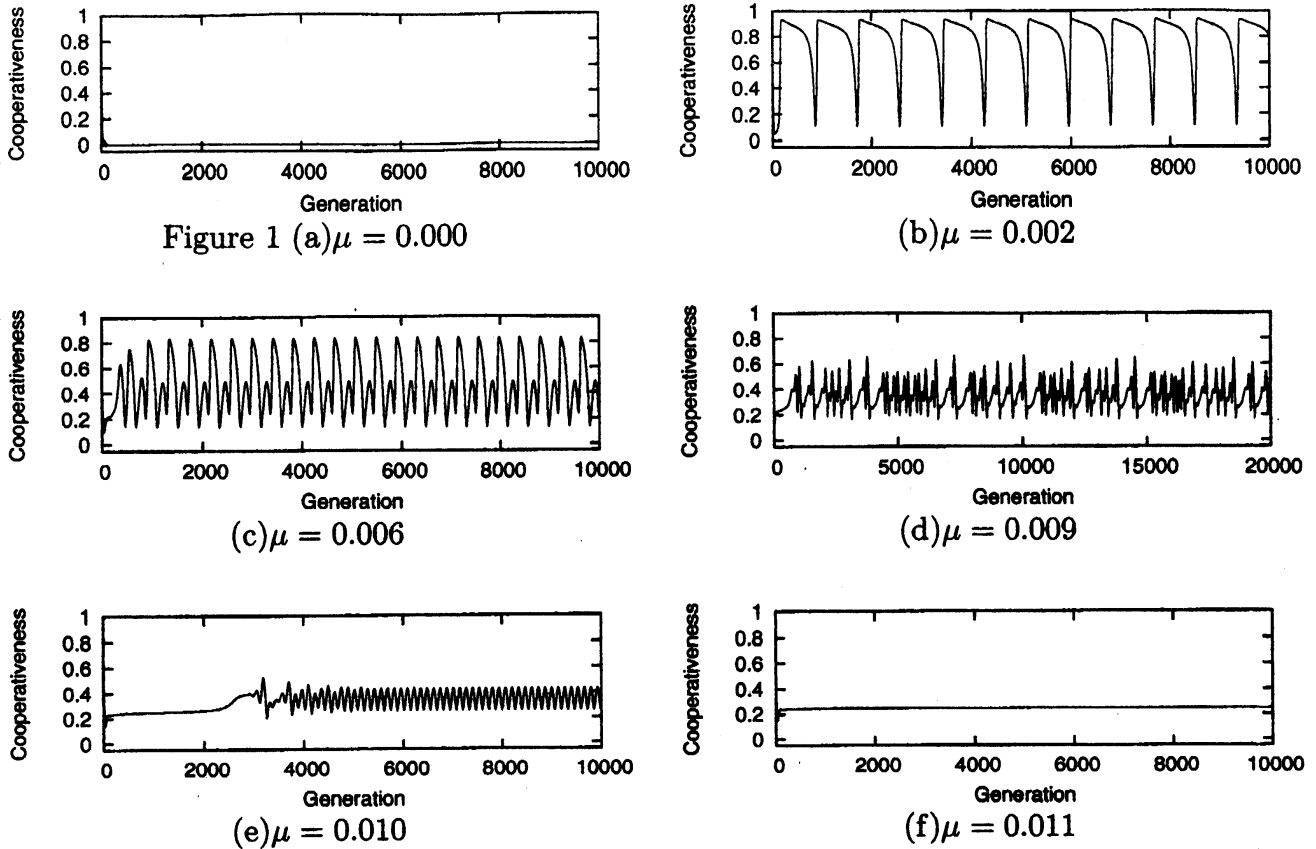 Cooperativeness
1
0.8
0.6
0.4
0.2
0
0 2000 4000 6000 8000 10000
Generation
Figure 1 (a)μ = 0.000
Cooperativeness
1
0.8
0.6
0.4
0.2
0
0 2000 4000 6000 8000 10000
Generation
(b)μ = 0.002
Cooperativeness
1
0.8
0.6
0.4
0.2
0
0 2000 4000 6000 8000 10000
Generation
(c)μ = 0.006
Cooperativeness
1
0.8
0.6
0.4
0.2
0
0 5000 10000 15000 20000
Generation
(d)μ = 0.009
Cooperativeness
1
0.8
0.6
0.4
0.2
0
0 2000 4000 6000 8000 10000
Generation
(e)μ = 0.010
Cooperativeness
1
0.8
0.6
0.4
0.2
0
0 2000 4000 6000 8000 10000
Generation
(f)μ = 0.011